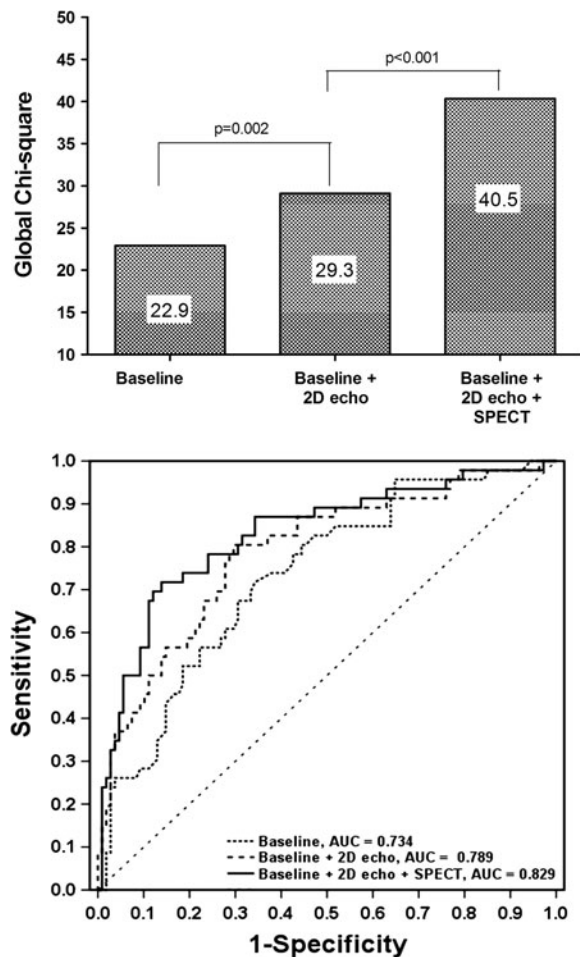 50
45
40
35
30
25
20
15
10
Global Chi-square
p<0.001
p=0.002
22.9
29.3
40.5
Baseline
Baseline +
2D echo
Baseline +
2D echo +
SPECT
1.0
0.9
0.8
0.7
0.6
0.5
0.4
0.3
0.2
0.1
0.0
Sensitivity
Baseline, AUC = 0.734
Baseline + 2D echo, AUC = 0.789
Baseline + 2D echo + SPECT, AUC = 0.829
0.0 0.1 0.2 0.3 0.4 0.5 0.6 0.7 0.8 0.9 1.0
1-Specificity